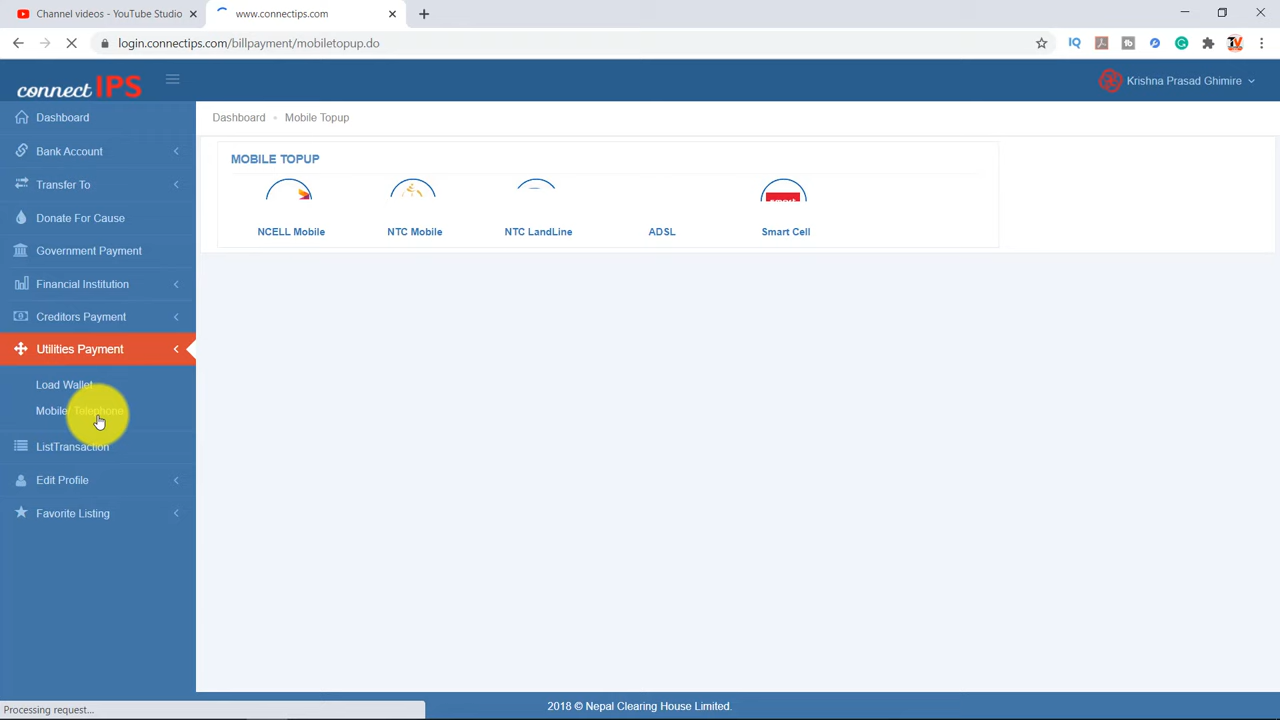 Channel videos - YouTube Studio
www.connectips.com
login.connectips.com/billpayment/mobiletopup.do
connectIPS
Krishna Prasad Ghimire
Dashboard
Bank Account
Transfer To
Donate For Cause
Government Payment
Financial Institution
Creditors Payment
Utilities Payment
Load Wallet
Mobile/ Telephone
ListTransaction
Edit Profile
Favorite Listing
Dashboard
Mobile Topup
MOBILE TOPUP
NCELL Mobile
NTC Mobile
NTC LandLine
ADSL
smart
Smart Cell
Processing request...
2018 © Nepal Clearing House Limited.